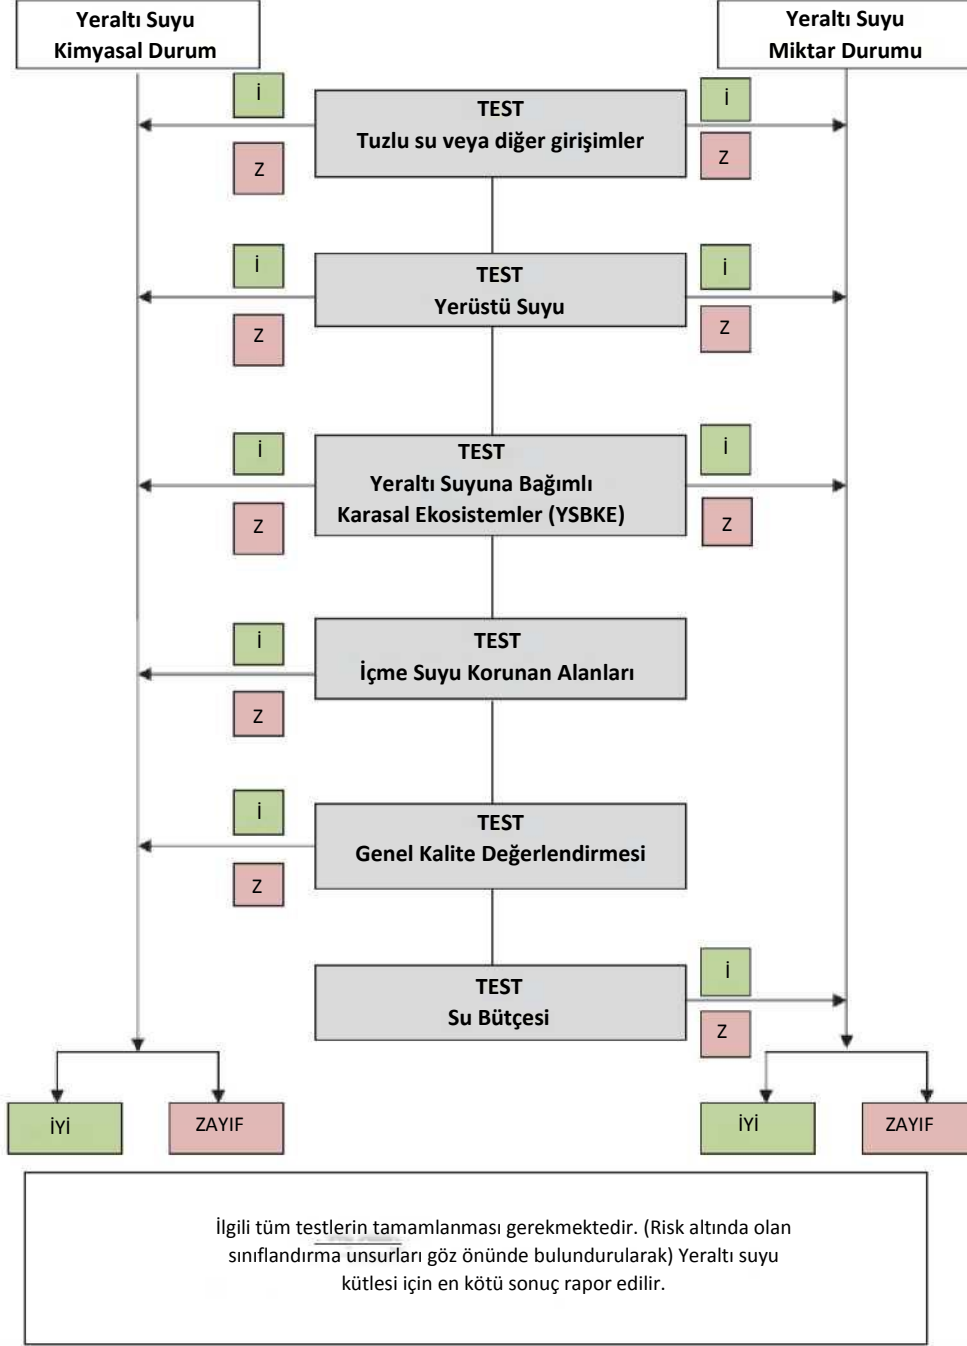 Yeraltı Suyu
Kimyasal Durum
Yeraltı Suyu
Miktar Durumu
İ
Z
TEST
Tuzlu su veya diğer girişimler
İ
Z
İ
Z
TEST
Yerüstü Suyu
İ
Z
İ
Z
TEST
Yeraltı Suyuna Bağımlı
Karasal Ekosistemler (YSBKE)
İ
Z
İ
Z
TEST
İçme Suyu Korunan Alanları
İ
Z
TEST
Genel Kalite Değerlendirmesi
TEST
Su Bütçesi
İ
Z
İYİ
ZAYIF
İYİ
ZAYIF
İlgili tüm testlerin tamamlanması gerekmektedir. (Risk altında olan
sınıflandırma unsurları göz önünde bulundurularak) Yeraltı suyu
kütlesi için en kötü sonuç rapor edilir.